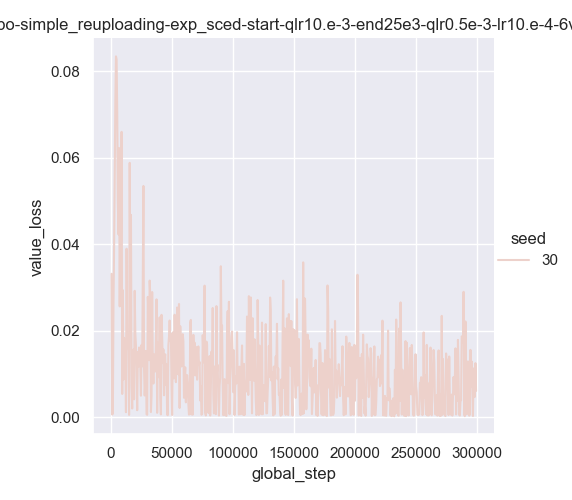 po-simple_reuploading-exp_sced-start-qlr10.e-3-end25e3-qlr0.5e-3-lr10.e-4-6v
0.08
0.06
0.04
0.02
0.00
value_loss
0 50000 100000 150000 200000 250000 300000
global_step
seed
30